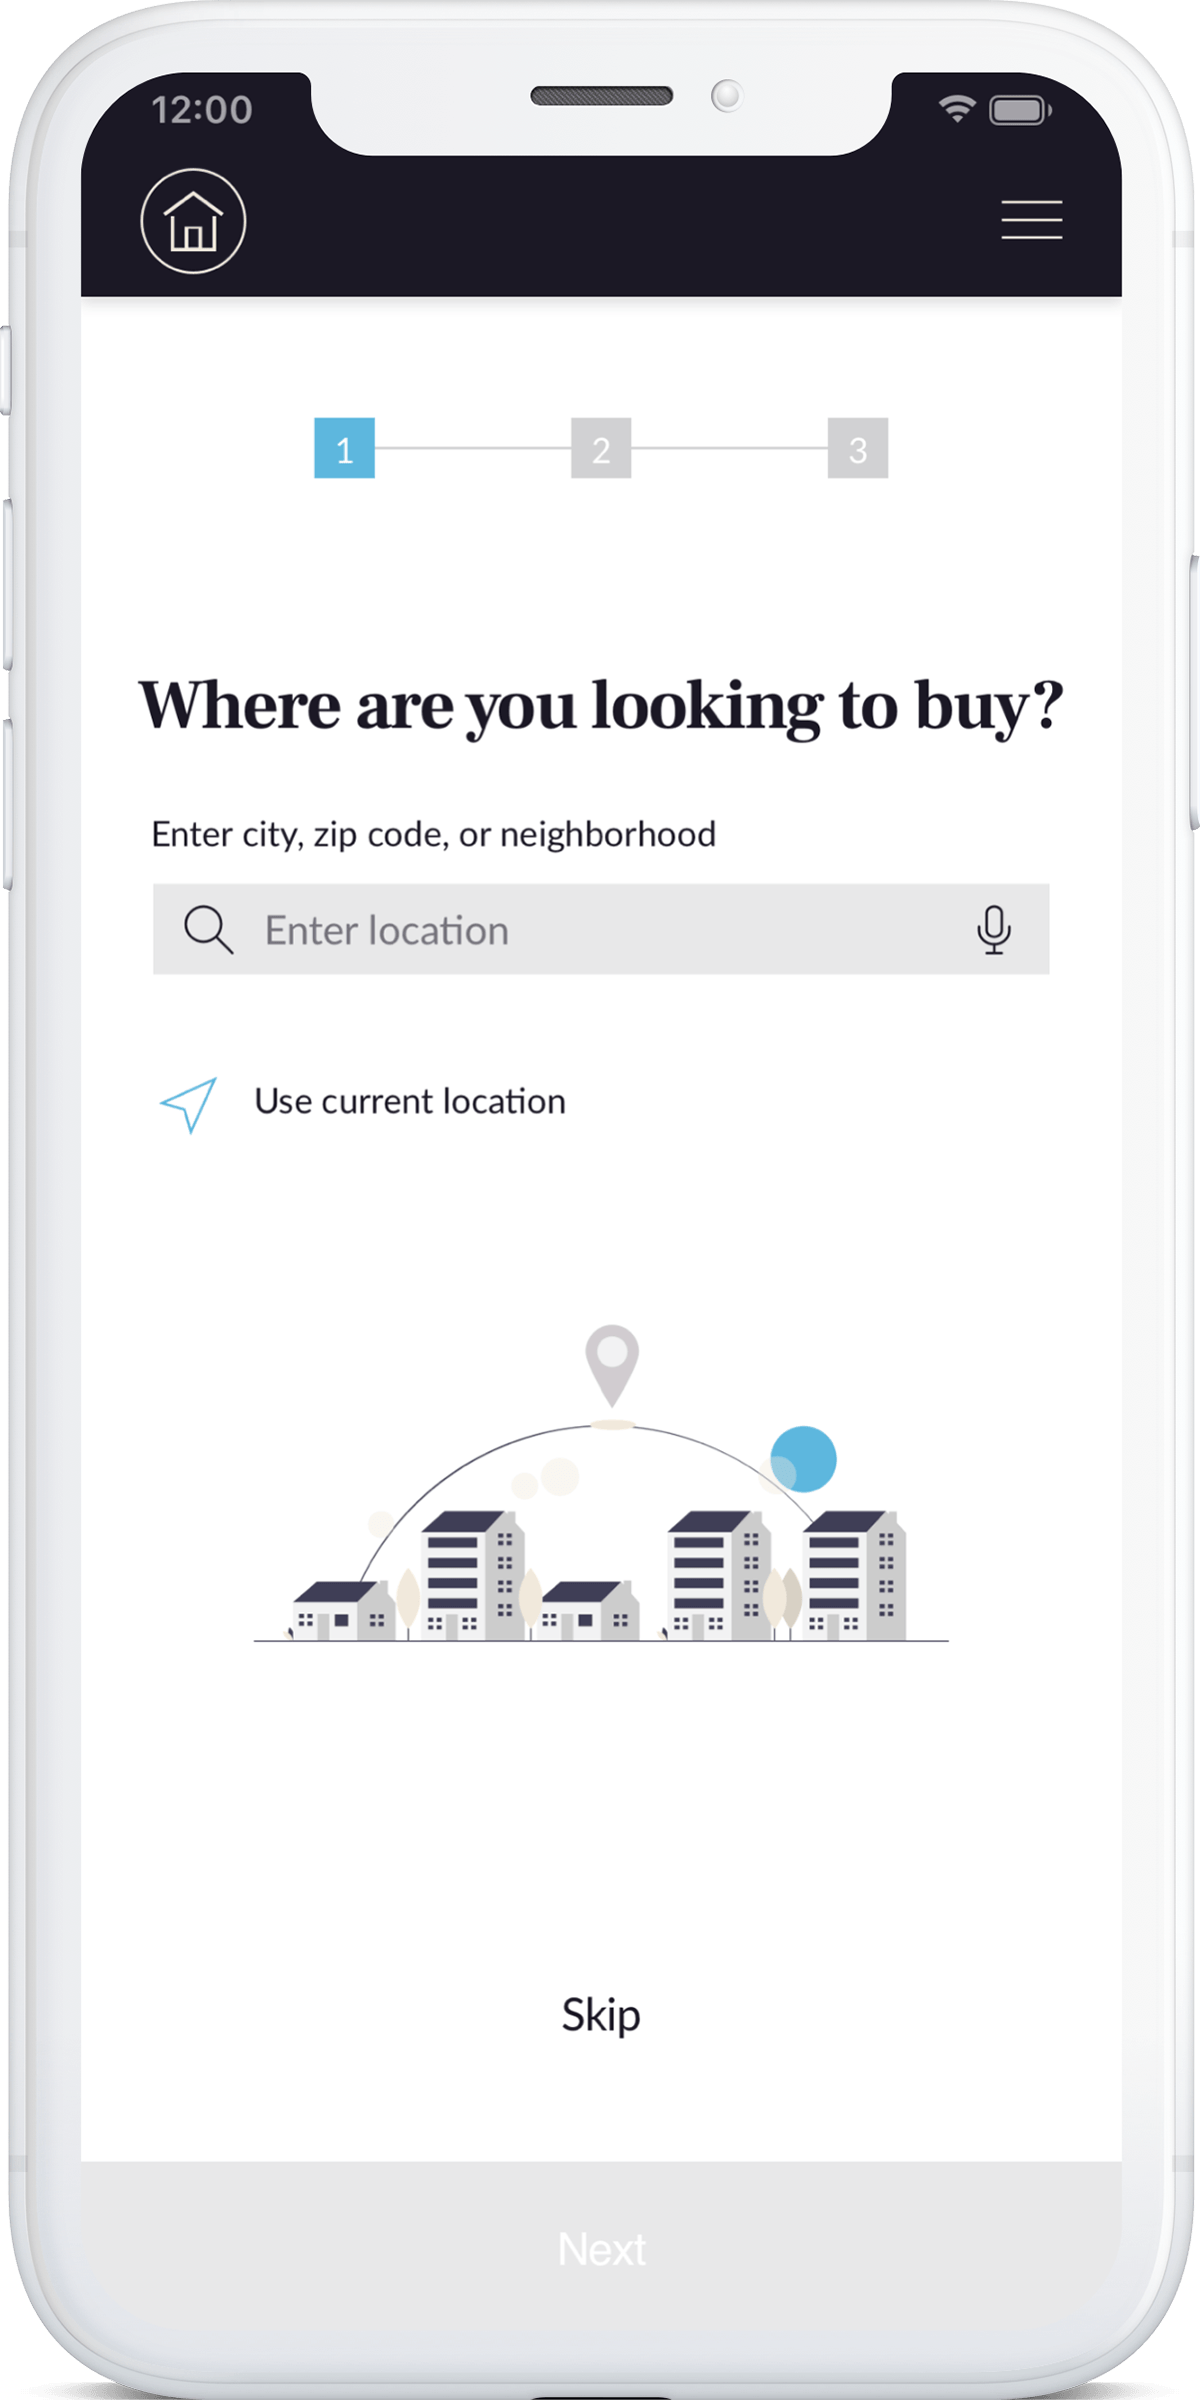 12:00
1 2 3
Where are you looking to buy?
Enter city, zip code, or neighborhood
Enter location
Use current location
Skip
Next